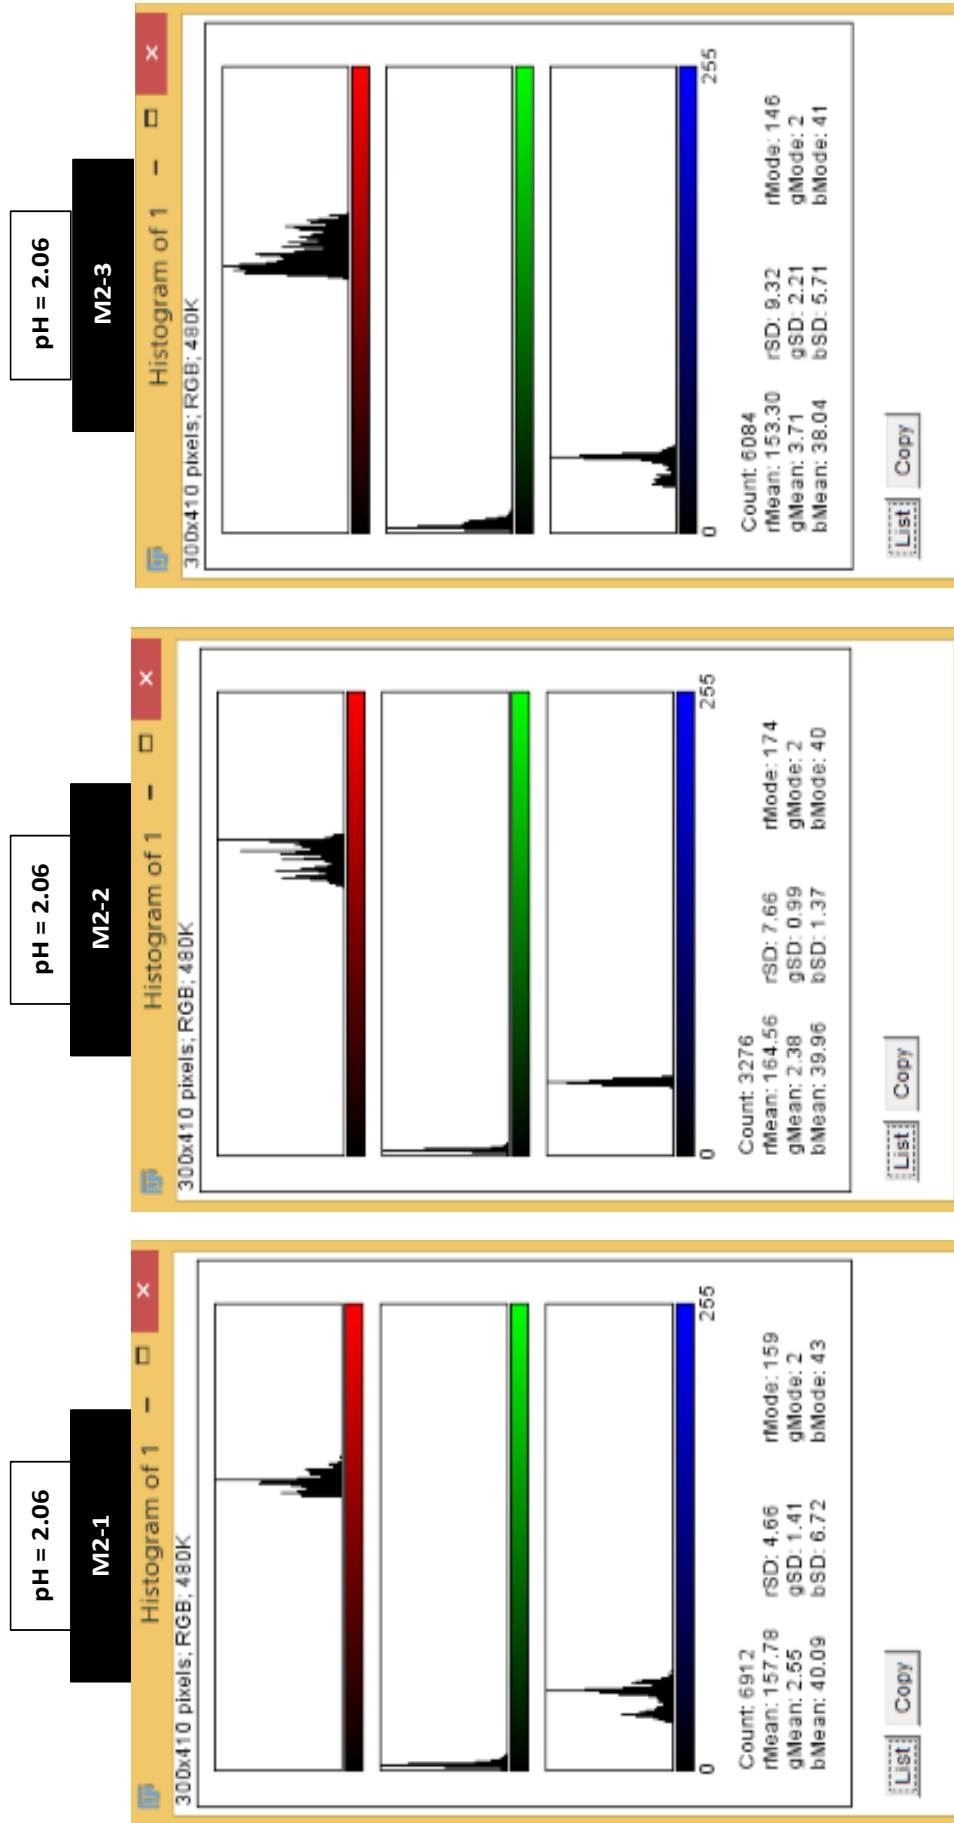 pH = 2.06
M2-1
Histogram of 1
300x410 pixels; RGB; 480K
0 255
Count: 6912
rMean: 157.78 rSD: 4.66 rMode: 159
gMean: 2.55 gSD: 1.41 gMode: 2
bMean: 40.09 bSD: 6.72 bMode: 43
List Copy
pH = 2.06
M2-2
Histogram of 1
300x410 pixels; RGB; 480K
0 255
Count: 3276
rMean: 164.56 rSD: 7.66 rMode: 174
gMean: 2.38 gSD: 0.99 gMode: 2
bMean: 39.96 bSD: 1.37 bMode: 40
List Copy
pH = 2.06
M2-3
Histogram of 1
300x410 pixels; RGB; 480K
0 255
Count: 6084
rMean: 153.30 rSD: 9.32 rMode: 146
gMean: 3.71 gSD: 2.21 gMode: 2
bMean: 38.04 bSD: 5.71 bMode: 41
List Copy